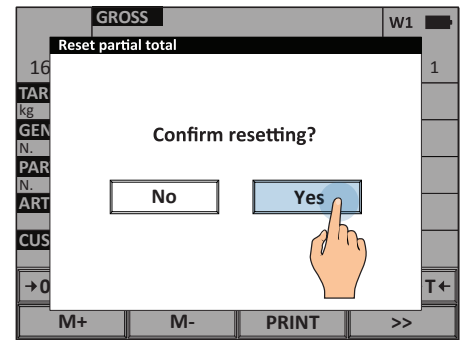 GROSS
W1
Reset partial total
16
1
TAR
kg
GEN
N.
PAR
N.
ART
CUS
Confirm resetting?
No Yes
→0
T←
M+ M- PRINT >>